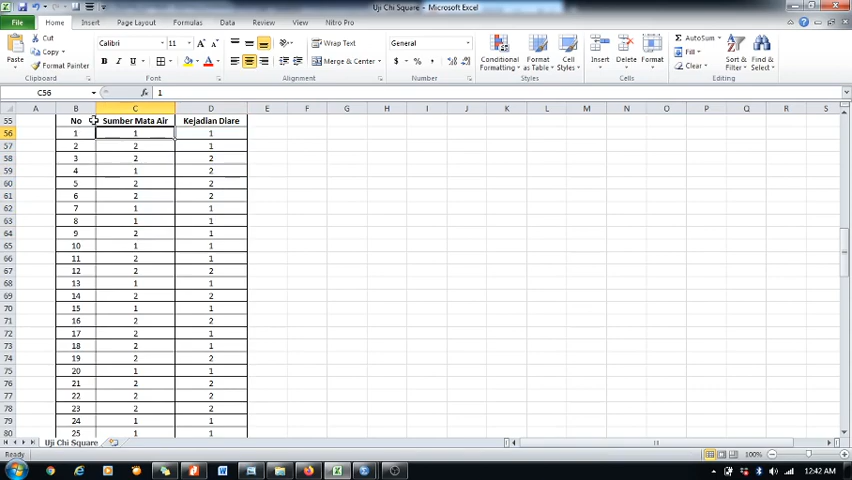 Uji Chi Square - Microsoft Excel
File Home Insert Page Layout Formulas Data Review View Nitro Pro
Cut
Copy
Format Painter
Paste
Clipboard
Calibri 11
B I U
Font
Wrap Text
Merge & Center
Alignment
General
$ % ,
Number
Conditional Formatting
Format as Table
Cell Styles
Styles
Insert Delete Format
Cells
AutoSum
Fill
Clear
Sort & Filter
Find & Select
Editing
C56 fx 1
A B C D E F G H I J K L M N O P Q R S
55 No Sumber Mata Air Kejadian Diare
56 1 1 1
57 2 2 1
58 3 2 2
59 4 1 2
60 5 2 2
61 6 2 2
62 7 1 1
63 8 1 1
64 9 2 1
65 10 1 1
66 11 2 1
67 12 2 2
68 13 1 1
69 14 2 2
70 15 1 1
71 16 2 2
72 17 2 1
73 18 2 1
74 19 2 2
75 20 1 1
76 21 2 2
77 22 2 2
78 23 2 2
79 24 1 1
80 25 1 1
Uji Chi Square
Ready 100%
12:42 AM